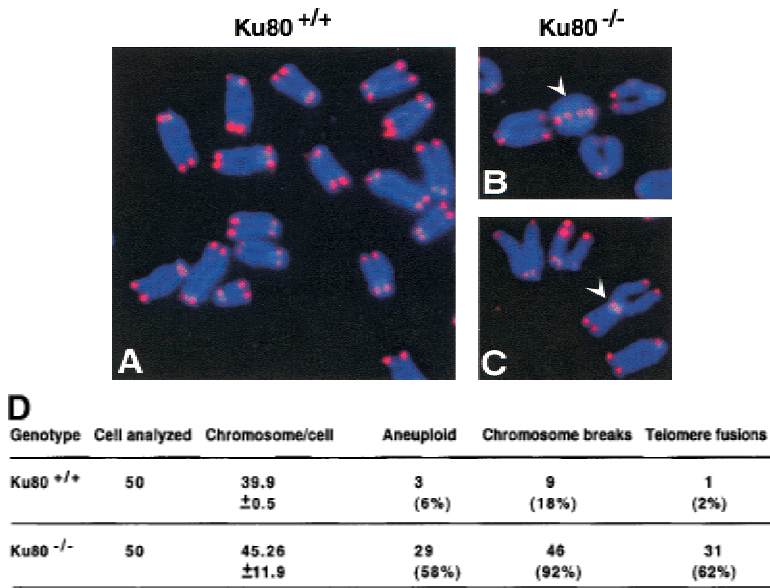 Ku80 +/+
Ku80 -/-
A
B
C
D
Genotype Cell analyzed Chromosome/cell Aneuploid Chromosome breaks Telomere fusions
Ku80 +/+ 50 39.9 3 9 1
±0.5 (6%) (18%) (2%)
Ku80 -/- 50 45.26 29 46 31
±11.9 (58%) (92%) (62%)